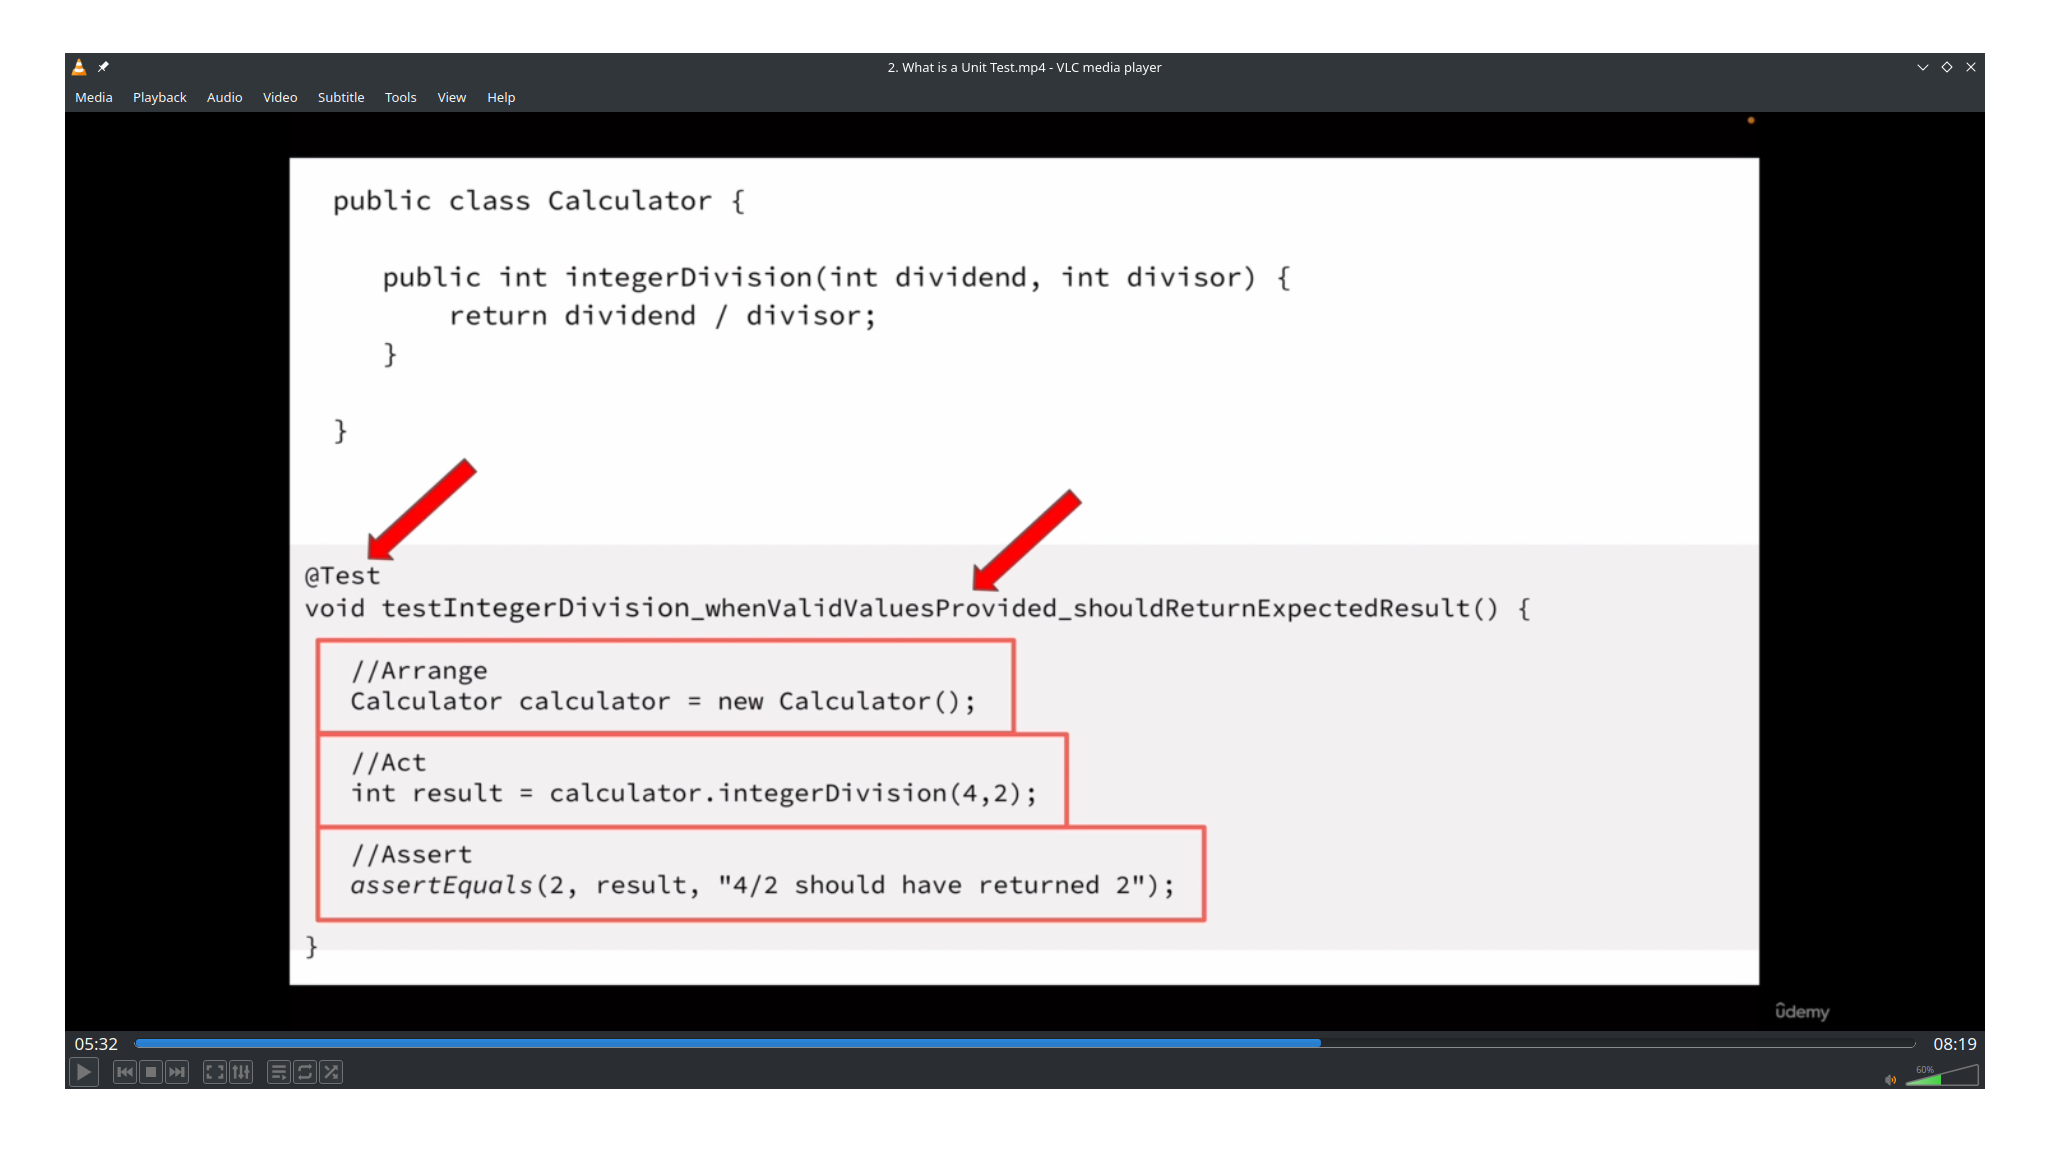 2. What is a Unit Test.mp4 - VLC media player
Media Playback Audio Video Subtitle Tools View Help
public class Calculator {
public int integerDivision(int dividend, int divisor) {
return dividend / divisor;
}
}
@Test
void testIntegerDivision_whenValidValuesProvided_shouldReturnExpectedResult() {
//Arrange
Calculator calculator = new Calculator();
//Act
int result = calculator.integerDivision(4,2);
//Assert
assertEquals(2, result, "4/2 should have returned 2");
}
ûdemy
05:32 08:19
60%